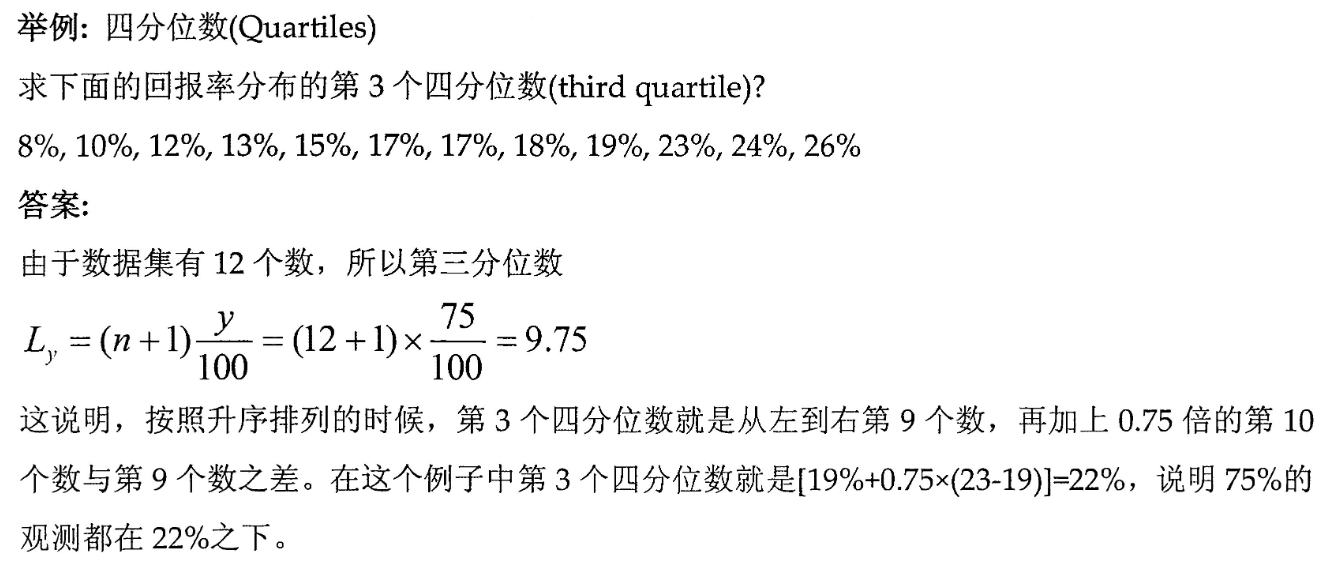 举例: 四分位数(Quartiles)
求下面的回报率分布的第 3 个四分位数(third quartile)?
8%, 10%, 12%, 13%, 15%, 17%, 17%, 18%, 19%, 23%, 24%, 26%
答案:
由于数据集有 12 个数，所以第三分位数
L_y = (n+1) y/100 = (12+1) × 75/100 = 9.75
这说明，按照升序排列的时候，第 3 个四分位数就是从左到右第 9 个数，再加上 0.75 倍的第 10
个数与第 9 个数之差。在这个例子中第 3 个四分位数就是[19%+0.75×(23-19)]=22%，说明 75%的
观测都在 22%之下。